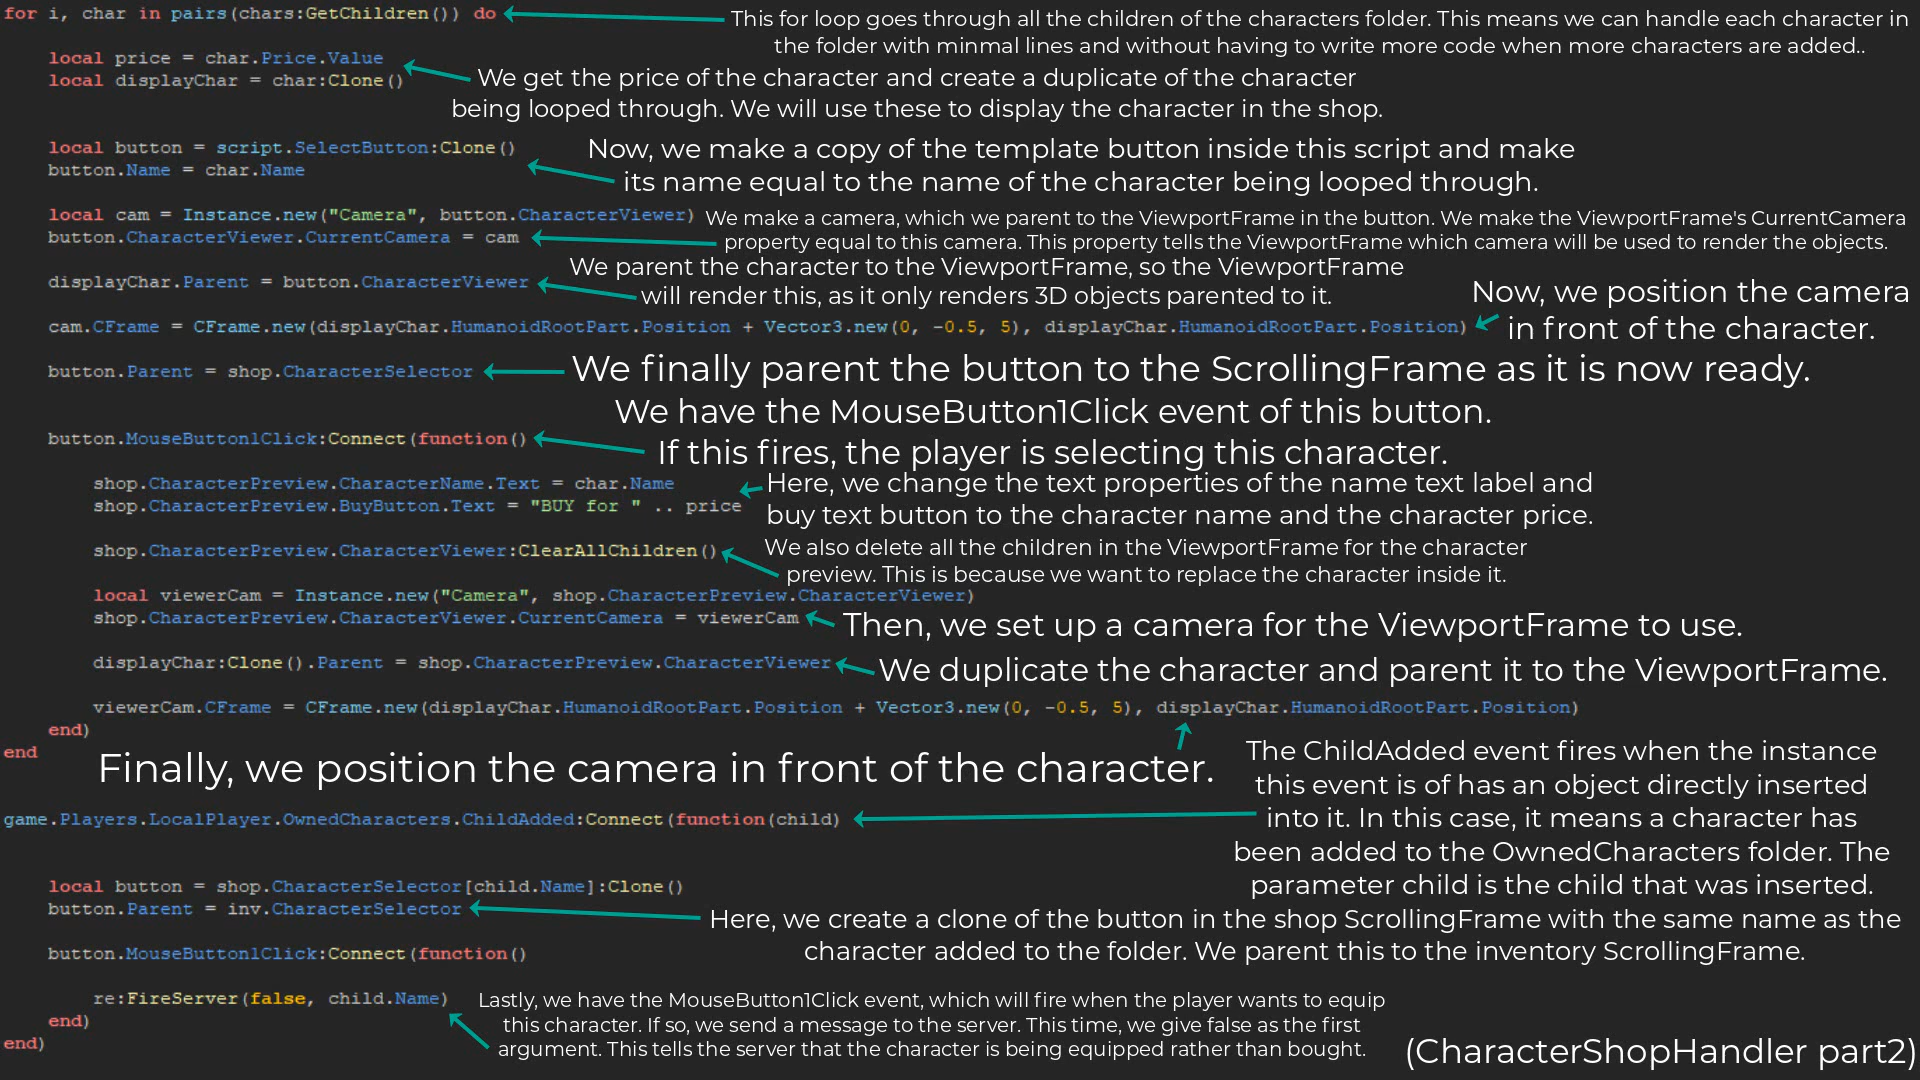 for i, char in pairs(chars:GetChildren()) do
This for loop goes through all the children of the characters folder. This means we can handle each character in
the folder with minmal lines and without having to write more code when more characters are added..
local price = char.Price.Value
local displayChar = char:Clone()
We get the price of the character and create a duplicate of the character
being looped through. We will use these to display the character in the shop.
local button = script.SelectButton:Clone()
button.Name = char.Name
Now, we make a copy of the template button inside this script and make
its name equal to the name of the character being looped through.
local cam = Instance.new("Camera", button.CharacterViewer)
button.CharacterViewer.CurrentCamera = cam
We make a camera, which we parent to the ViewportFrame in the button. We make the ViewportFrame's CurrentCamera
property equal to this camera. This property tells the ViewportFrame which camera will be used to render the objects.
displayChar.Parent = button.CharacterViewer
We parent the character to the ViewportFrame, so the ViewportFrame
will render this, as it only renders 3D objects parented to it.
cam.CFrame = CFrame.new(displayChar.HumanoidRootPart.Position + Vector3.new(0, -0.5, 5), displayChar.HumanoidRootPart.Position)
Now, we position the camera
in front of the character.
button.Parent = shop.CharacterSelector
We finally parent the button to the ScrollingFrame as it is now ready.
button.MouseButton1Click:Connect(function()
We have the MouseButton1Click event of this button.
If this fires, the player is selecting this character.
shop.CharacterPreview.CharacterName.Text = char.Name
shop.CharacterPreview.BuyButton.Text = "BUY for " .. price
Here, we change the text properties of the name text label and
buy text button to the character name and the character price.
shop.CharacterPreview.CharacterViewer:ClearAllChildren()
We also delete all the children in the ViewportFrame for the character
preview. This is because we want to replace the character inside it.
local viewerCam = Instance.new("Camera", shop.CharacterPreview.CharacterViewer)
shop.CharacterPreview.CharacterViewer.CurrentCamera = viewerCam
Then, we set up a camera for the ViewportFrame to use.
displayChar:Clone().Parent = shop.CharacterPreview.CharacterViewer
We duplicate the character and parent it to the ViewportFrame.
viewerCam.CFrame = CFrame.new(displayChar.HumanoidRootPart.Position + Vector3.new(0, -0.5, 5), displayChar.HumanoidRootPart.Position)
end)
end
Finally, we position the camera in front of the character.
game.Players.LocalPlayer.OwnedCharacters.ChildAdded:Connect(function(child)
The ChildAdded event fires when the instance
this event is of has an object directly inserted
into it. In this case, it means a character has
been added to the OwnedCharacters folder. The
parameter child is the child that was inserted.
local button = shop.CharacterSelector[child.Name]:Clone()
button.Parent = inv.CharacterSelector
Here, we create a clone of the button in the shop ScrollingFrame with the same name as the
character added to the folder. We parent this to the inventory ScrollingFrame.
button.MouseButton1Click:Connect(function()
re:FireServer(false, child.Name)
end)
end)
Lastly, we have the MouseButton1Click event, which will fire when the player wants to equip
this character. If so, we send a message to the server. This time, we give false as the first
argument. This tells the server that the character is being equipped rather than bought.
(CharacterShopHandler part2)